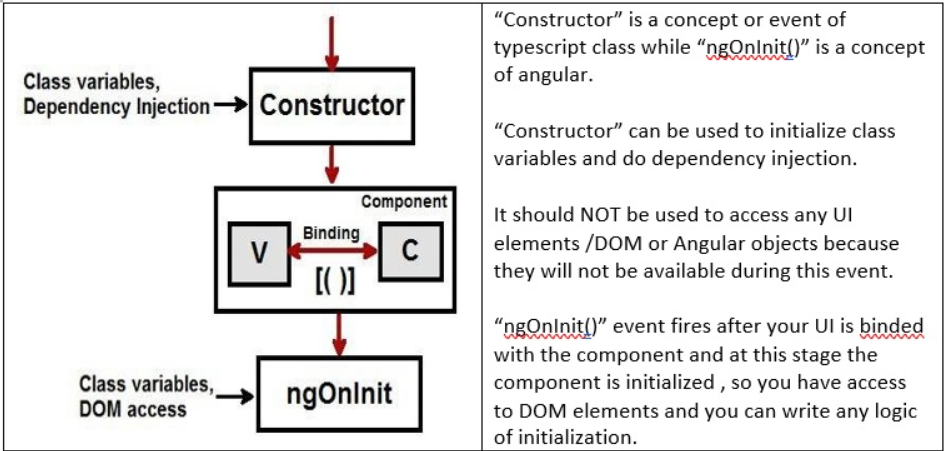 Class variables,
Dependency Injection
Constructor
Component
V
Binding
C
[( )]
Class variables,
DOM access
ngOnInit
“Constructor” is a concept or event of
typescript class while “ngOnInit()” is a concept
of angular.
“Constructor” can be used to initialize class
variables and do dependency injection.
It should NOT be used to access any UI
elements /DOM or Angular objects because
they will not be available during this event.
“ngOnInit()” event fires after your UI is binded
with the component and at this stage the
component is initialized , so you have access
to DOM elements and you can write any logic
of initialization.